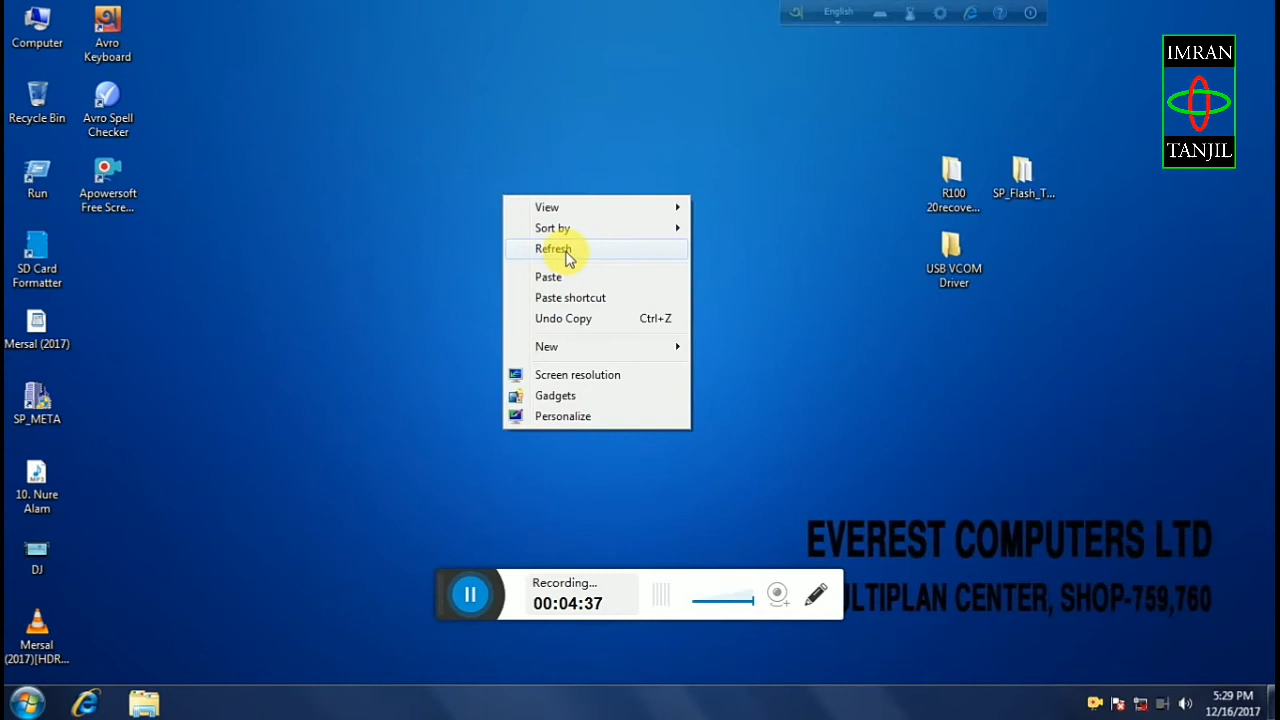 Computer
Avro
Keyboard
Recycle Bin
Avro Spell
Checker
Run
Apowersoft
Free Scre...
SD Card
Formatter
Mersal (2017)
SP_META
10. Nure
Alam
DJ
Mersal
(2017)[HDR...
English
IMRAN
TANJIL
R100
20recove...
SP_Flash_T...
USB VCOM
Driver
View
Sort by
Refresh
Paste
Paste shortcut
Undo Copy Ctrl+Z
New
Screen resolution
Gadgets
Personalize
EVEREST COMPUTERS LTD
ULTIPLAN CENTER, SHOP-759,760
Recording...
00:04:37
5:29 PM
12/16/2017